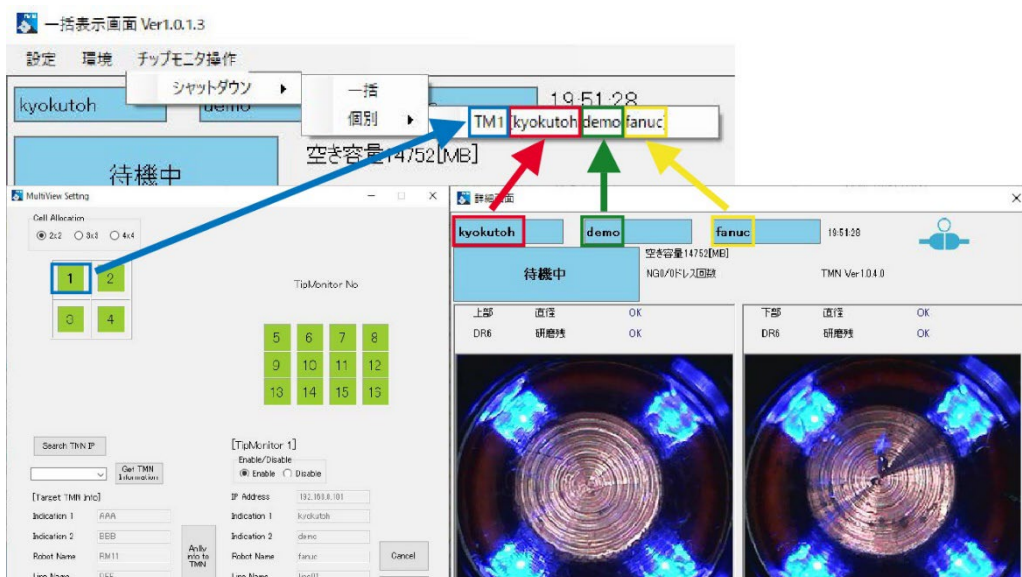 一括表示画面 Ver1.0.1.3
設定 環境 チップモニタ操作
シャットダウン
一括
個別
kyokutoh
demo
19:51:28
TM1 [kyokutoh demo fanuc]
待機中
空き容量14752[MB]
MultiView Setting
Cell Allocation
2x2 3x3 4x4
1 2
3 4
TipMonitor No
5 6 7 8
9 10 11 12
13 14 15 16
Search TMN IP
Get TMN
Information
[Target TMN Info]
Indication 1 AAA
Indication 2 BBB
Robot Name RM11
Line Name
[TipMonitor 1]
Enable/Disable
Enable Disable
IP Address 192.168.0.101
Indication 1 kyokutoh
Indication 2 demo
Robot Name fanuc
Line Name
info to
TMN
Cancel
詳細画面
kyokutoh demo fanuc 19:51:28
空き容量14752[MB]
待機中
NG0/0ドレス回数 TMN Ver1.0.4.0
上部 直径 OK
DR6 研磨残 OK
下部 直径 OK
DR6 研磨残 OK